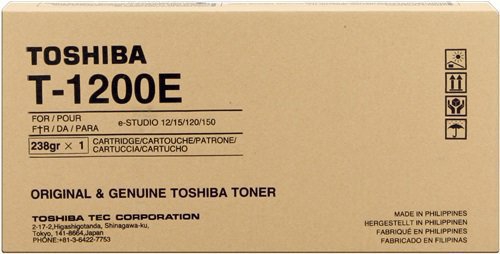 TOSHIBA
T-1200E
FOR / POUR
F†R / DA / PARA
e-STUDIO 12/15/120/150
238gr × 1
CARTRIDGE/CARTOUCHE/PATRONE/
CARTUCCIA/CARTUCHO
ORIGINAL & GENUINE TOSHIBA TONER
TOSHIBA TEC CORPORATION
2-17-2,Higashigotanda, Shinagawa-ku,
Tokyo, 141-8664,Japan
PHONE:+81-3-6422-7753
MADE IN PHILIPPINES
HERGESTELLT IN PHILIPPINEN
FABRIQUÉ EN PHILIPPINES
FABRICADO EN FILIPINAS